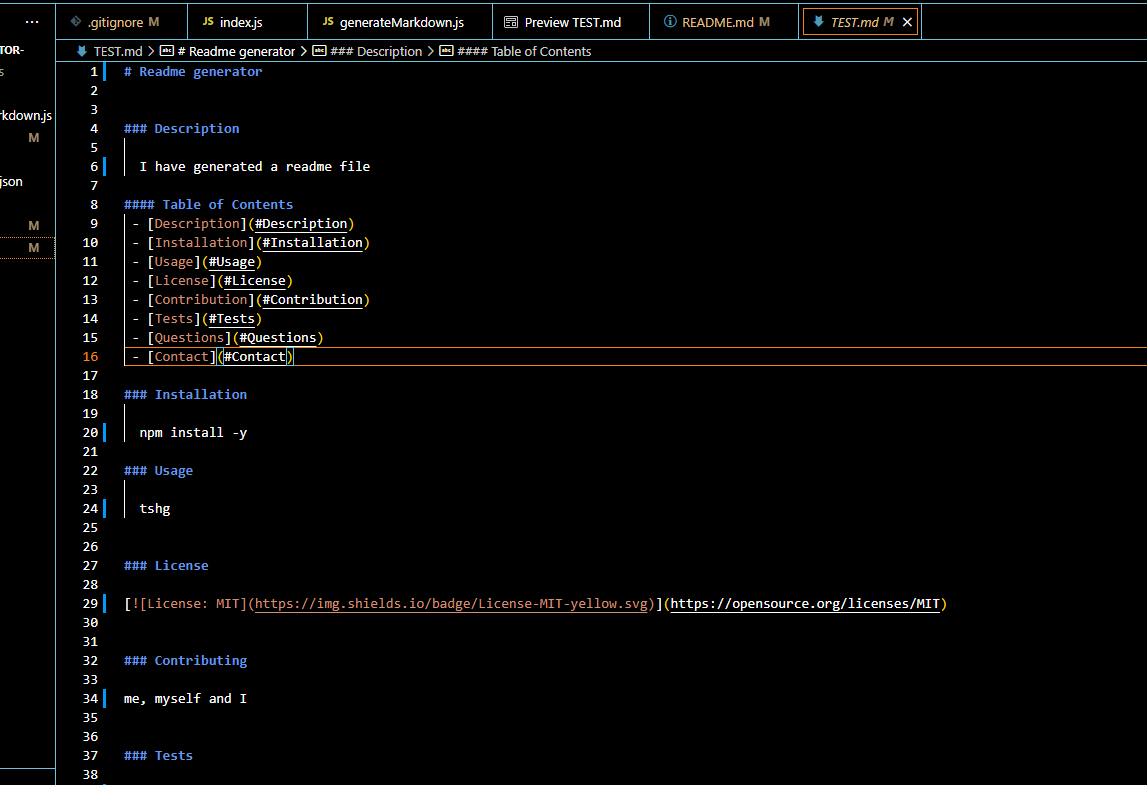 ... .gitignore M JS index.js JS generateMarkdown.js Preview TEST.md README.md M TEST.md M ✕
TOR-
TEST.md > # Readme generator > ### Description > #### Table of Contents
s
rkdown.js
M
json
M
M
1 # Readme generator
2
3
4 ### Description
5
6 I have generated a readme file
7
8 #### Table of Contents
9 - [Description](#Description)
10 - [Installation](#Installation)
11 - [Usage](#Usage)
12 - [License](#License)
13 - [Contribution](#Contribution)
14 - [Tests](#Tests)
15 - [Questions](#Questions)
16 - [Contact](#Contact)
17
18 ### Installation
19
20 npm install -y
21
22 ### Usage
23
24 tshg
25
26
27 ### License
28
29 [![License: MIT](https://img.shields.io/badge/License-MIT-yellow.svg)](https://opensource.org/licenses/MIT)
30
31
32 ### Contributing
33
34 me, myself and I
35
36
37 ### Tests
38